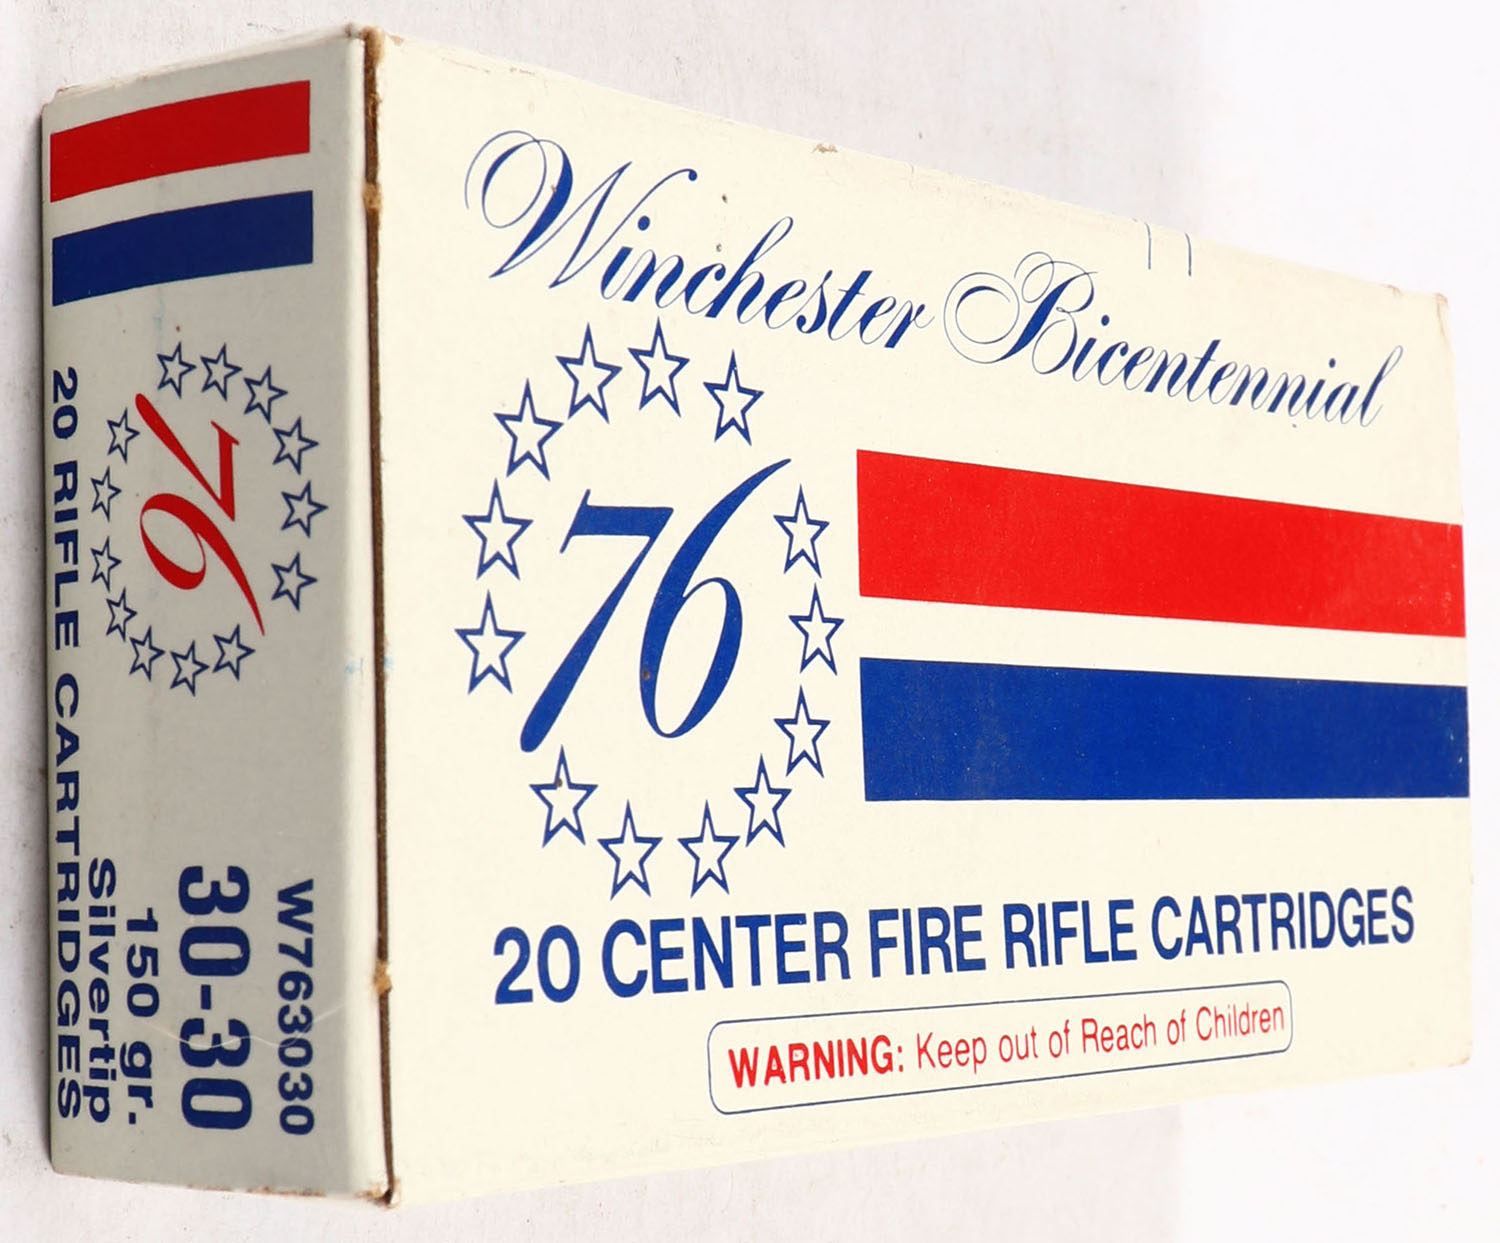 Winchester Bicentennial
76
20 CENTER FIRE RIFLE CARTRIDGES
WARNING: Keep out of Reach of Children
76
W763030
30-30
150 gr.
Silvertip
20 RIFLE CARTRIDGES